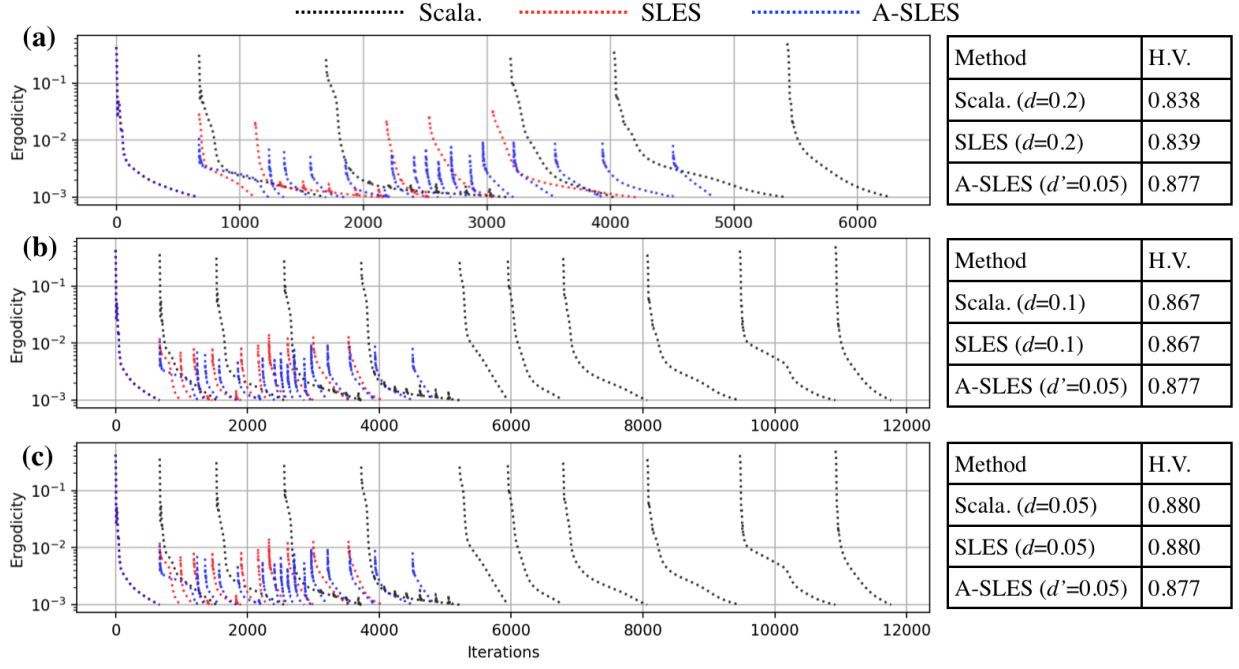 Scala. SLES A-SLES
(a)
Ergodicity
10⁻¹
10⁻²
10⁻³
0 1000 2000 3000 4000 5000 6000
Method H.V.
Scala. (d=0.2) 0.838
SLES (d=0.2) 0.839
A-SLES (d'=0.05) 0.877
(b)
Ergodicity
10⁻¹
10⁻²
10⁻³
0 2000 4000 6000 8000 10000 12000
Method H.V.
Scala. (d=0.1) 0.867
SLES (d=0.1) 0.867
A-SLES (d'=0.05) 0.877
(c)
Ergodicity
10⁻¹
10⁻²
10⁻³
0 2000 4000 6000 8000 10000 12000
Iterations
Method H.V.
Scala. (d=0.05) 0.880
SLES (d=0.05) 0.880
A-SLES (d'=0.05) 0.877